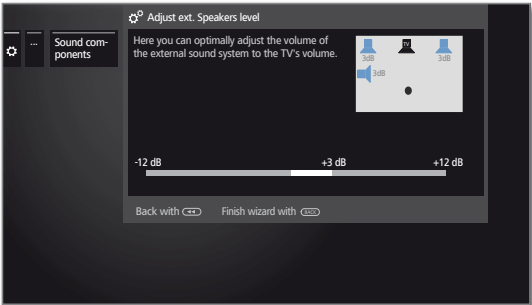 Adjust ext. Speakers level
...
Sound com-
ponents
Here you can optimally adjust the volume of
the external sound system to the TV's volume.
TV
3dB
3dB
3dB
-12 dB
+3 dB
+12 dB
Back with
Finish wizard with BACK